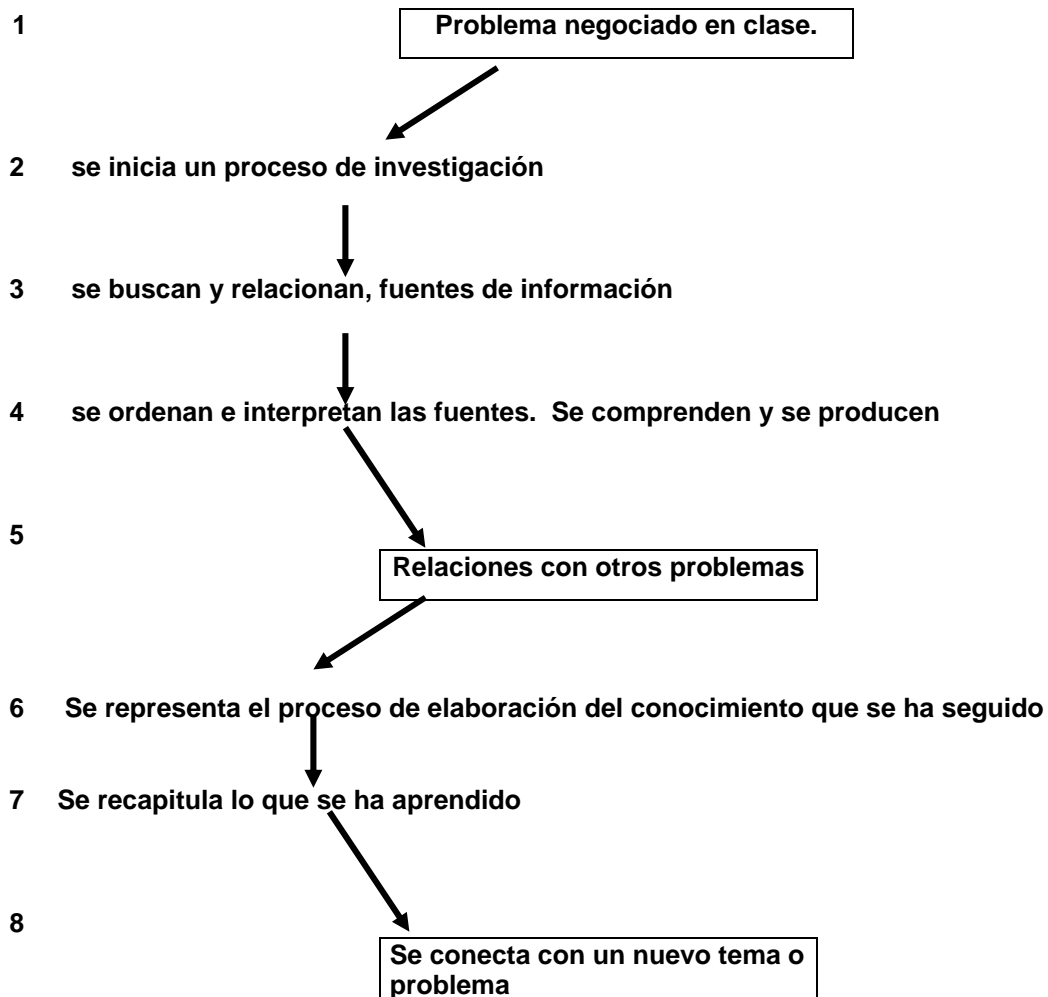 1 Problema negociado en clase.
2 se inicia un proceso de investigación
3 se buscan y relacionan, fuentes de información
4 se ordenan e interpretan las fuentes. Se comprenden y se producen
5
Relaciones con otros problemas
6 Se representa el proceso de elaboración del conocimiento que se ha seguido
7 Se recapitula lo que se ha aprendido
8
Se conecta con un nuevo tema o
problema